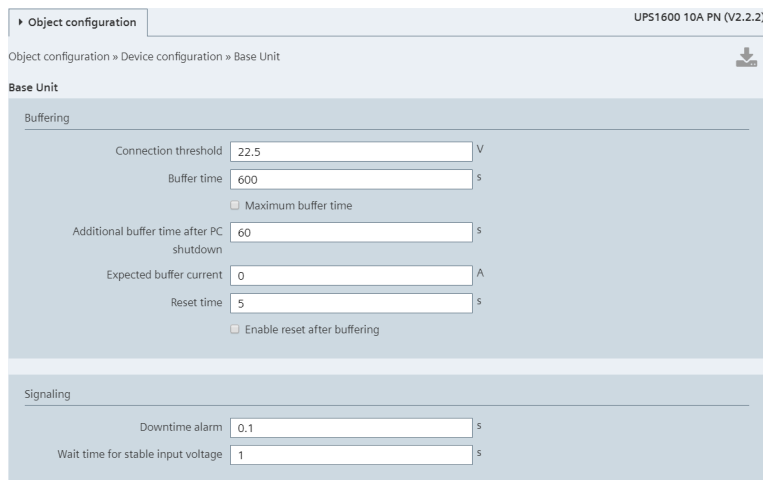 Object configuration
UPS1600 10A PN (V2.2.2)
Object configuration » Device configuration » Base Unit
Base Unit
Buffering
Connection threshold 22.5 V
Buffer time 600 s
Maximum buffer time
Additional buffer time after PC 60 s
shutdown
Expected buffer current 0 A
Reset time 5 s
Enable reset after buffering
Signaling
Downtime alarm 0.1 s
Wait time for stable input voltage 1 s